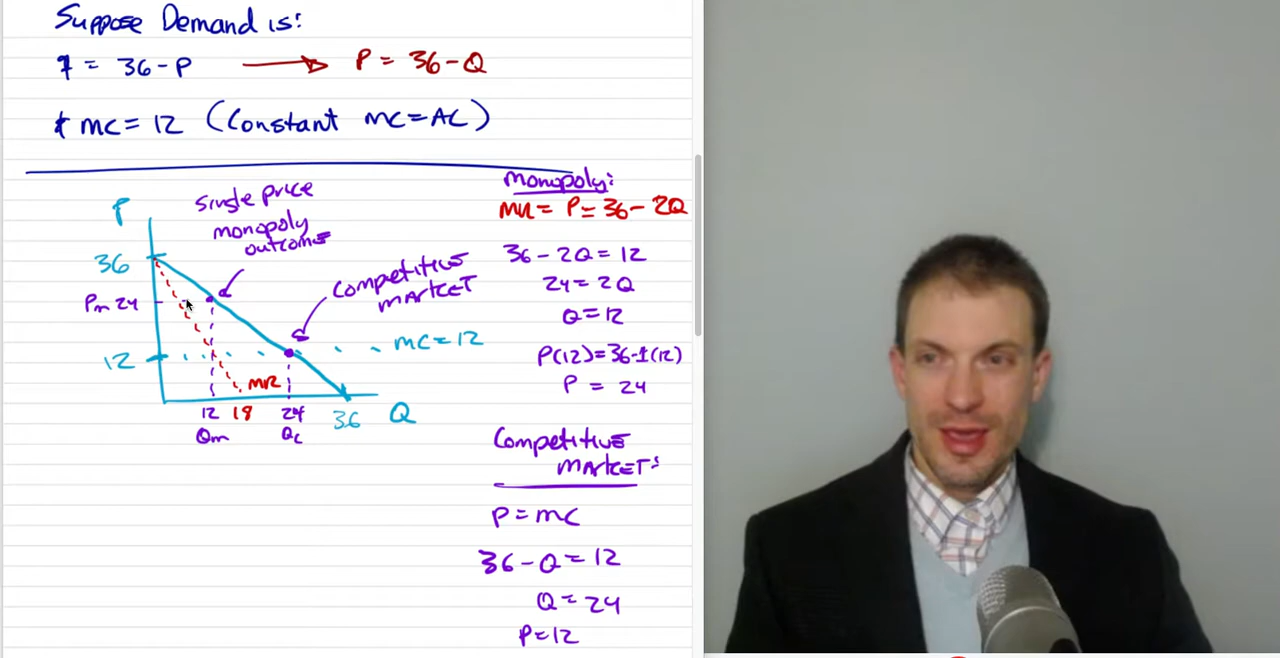 Suppose Demand is:
q = 36-P → P = 36-Q
& MC = 12 (Constant MC=AC)
P
36
Pm 24
12
single price
monopoly
outcome
Competitive
MARKET
MC=12
MR
12 18 24 36 Q
Qm Qc
Monopoly:
MR = P = 36 - 2Q
36 - 2Q = 12
24 = 2Q
Q = 12
P(12) = 36-1(12)
P = 24
Competitive
MARKET:
P = MC
36 - Q = 12
Q = 24
P = 12